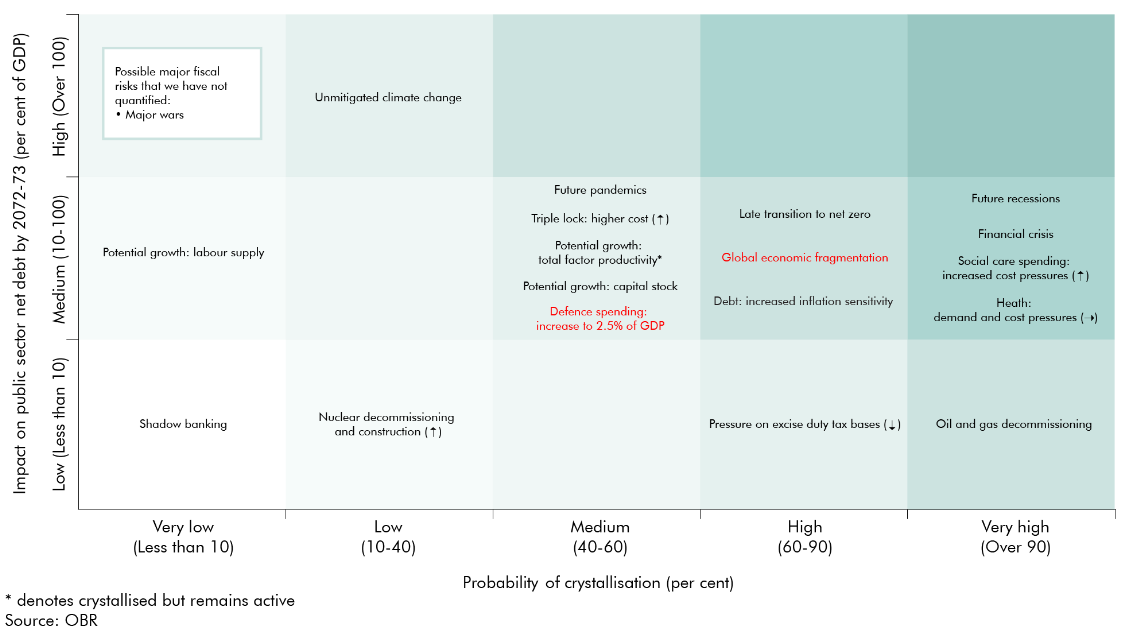 Impact on public sector net debt by 2072-73 (per cent of GDP)
High (Over 100)
Possible major fiscal
risks that we have not
quantified:
• Major wars
Unmitigated climate change
Medium (10-100)
Potential growth: labour supply
Future pandemics
Triple lock: higher cost (↑)
Potential growth:
total factor productivity*
Potential growth: capital stock
Defence spending:
increase to 2.5% of GDP
Late transition to net zero
Global economic fragmentation
Debt: increased inflation sensitivity
Future recessions
Financial crisis
Social care spending:
increased cost pressures (↑)
Heath:
demand and cost pressures (→)
Low (Less than 10)
Shadow banking
Nuclear decommissioning
and construction (↑)
Pressure on excise duty tax bases (↓)
Oil and gas decommissioning
Very low
(Less than 10)
Low
(10-40)
Medium
(40-60)
High
(60-90)
Very high
(Over 90)
Probability of crystallisation (per cent)
* denotes crystallised but remains active
Source: OBR